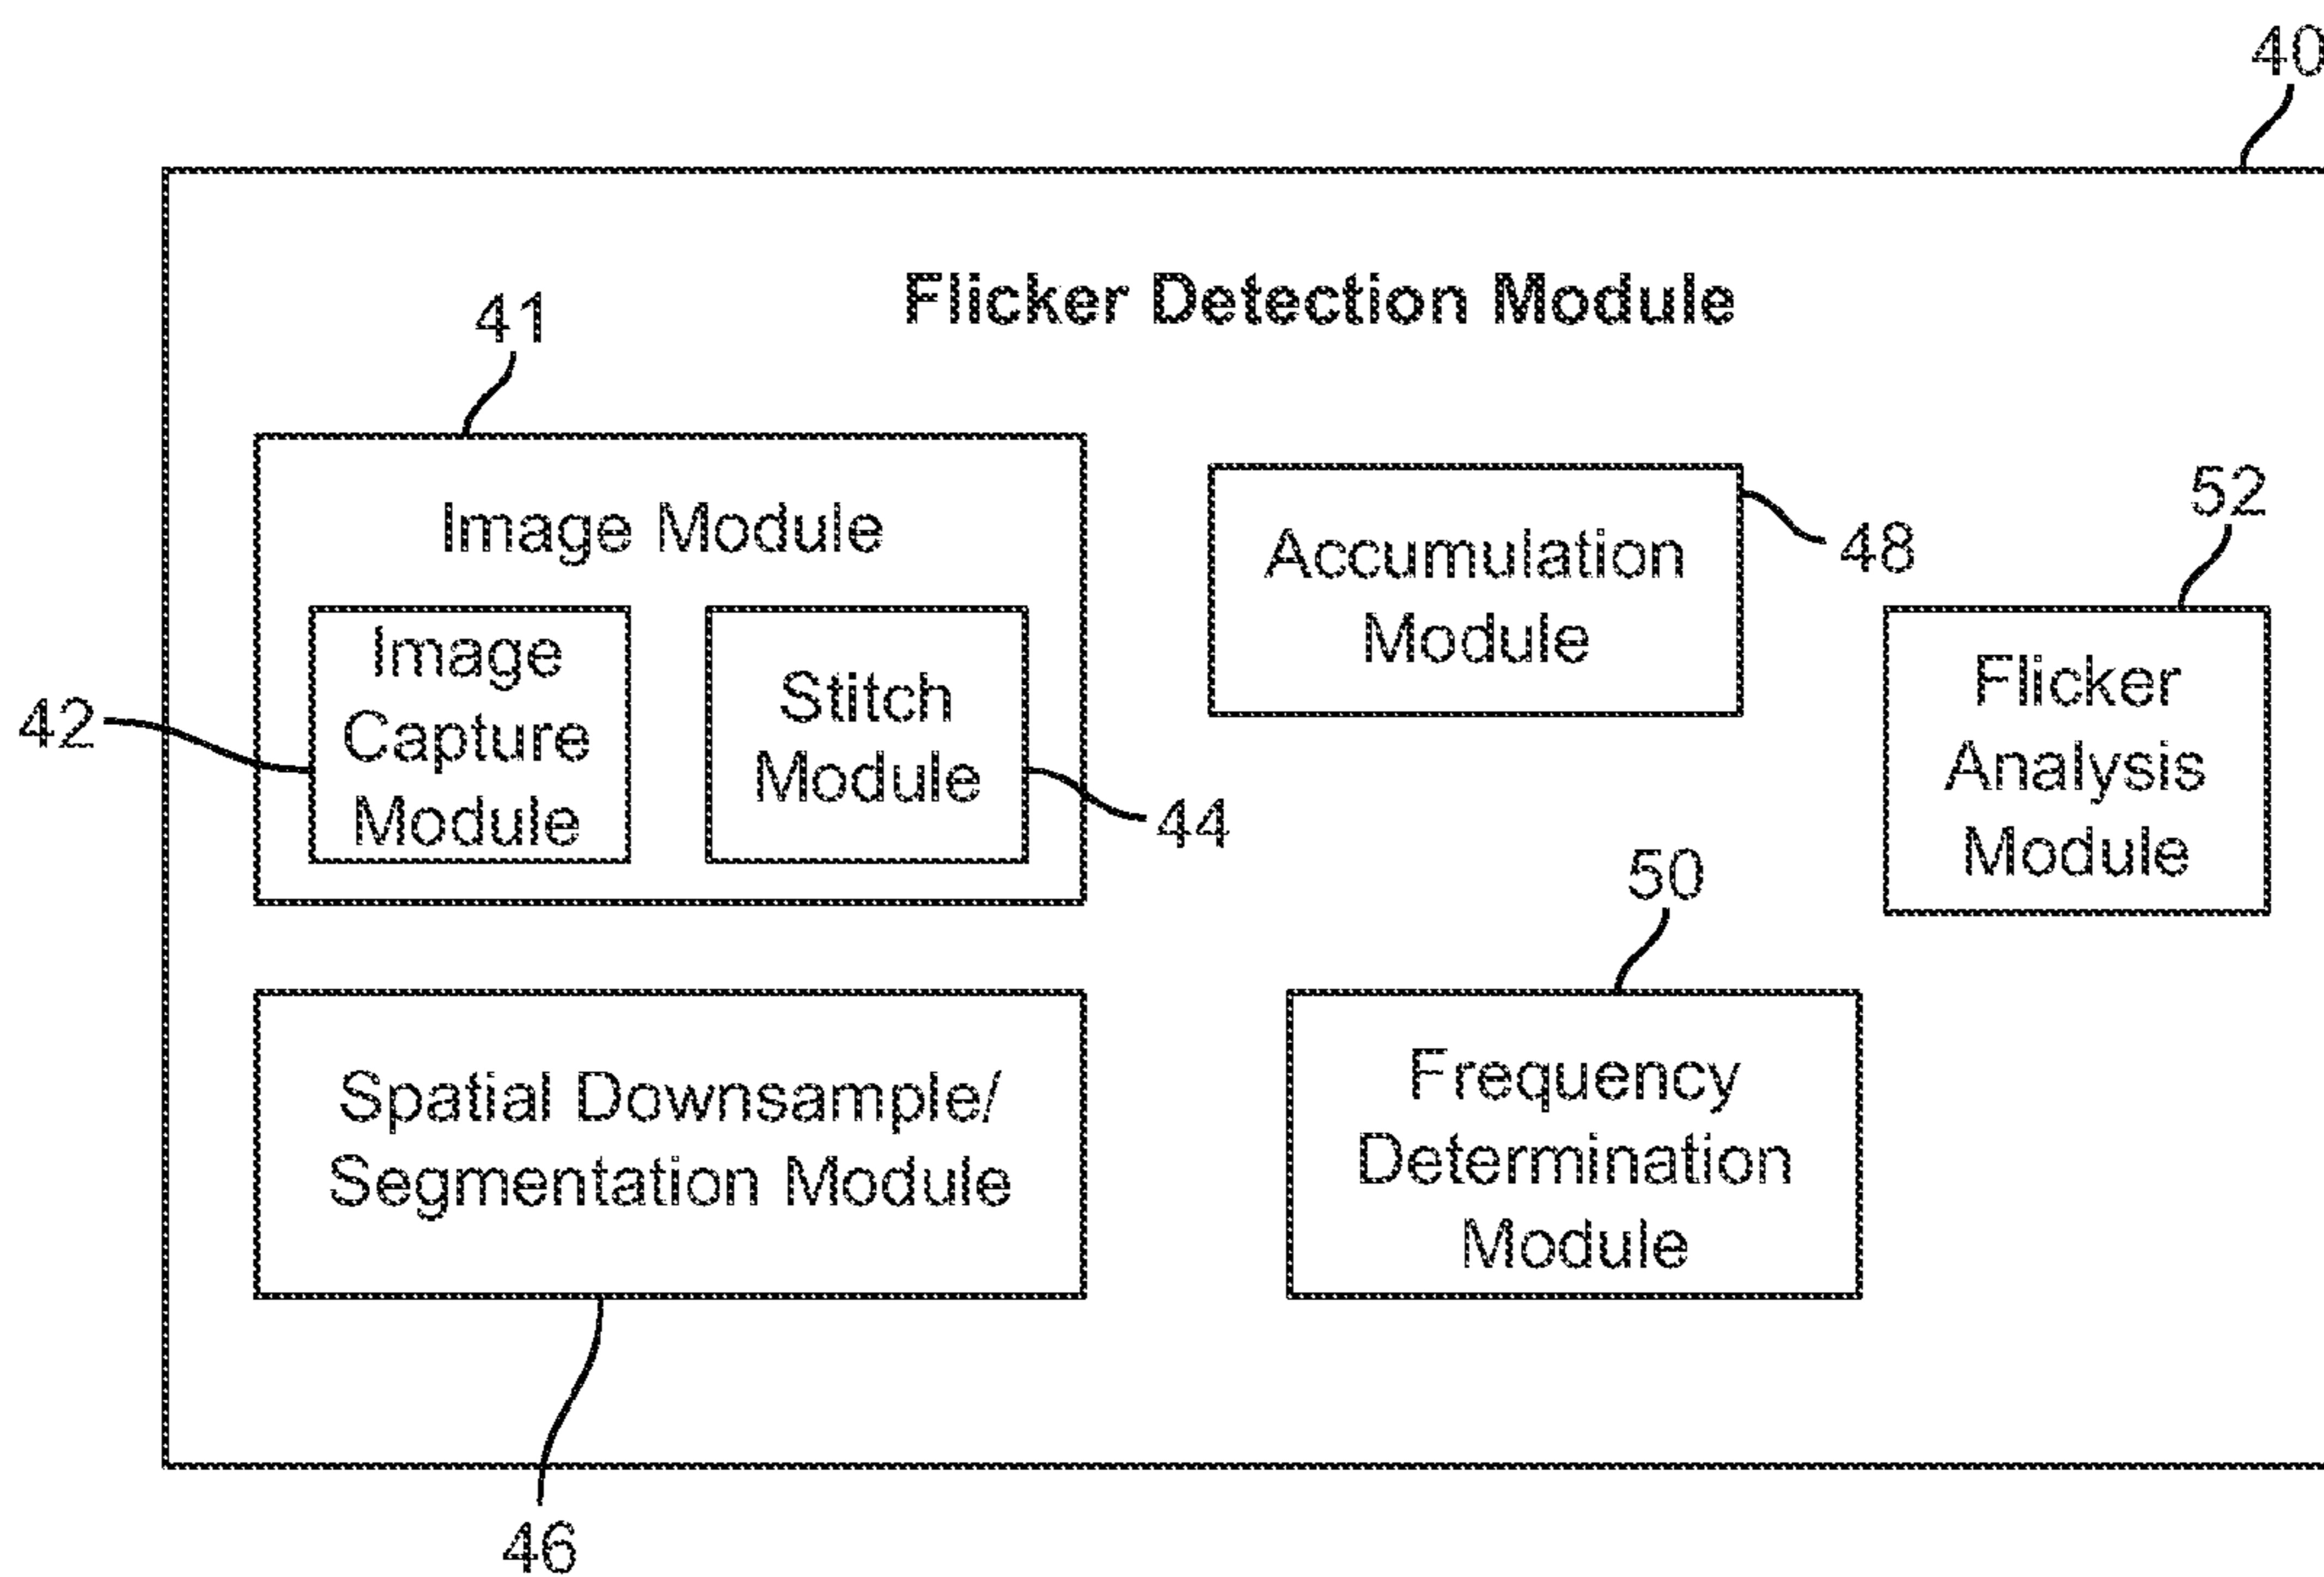 40
Flicker Detection Module
41
Image Module
Image
Capture
Module
42
Stitch
Module
44
Accumulation
Module
48
52
Flicker
Analysis
Module
50
Spatial Downsample/
Segmentation Module
46
Frequency
Determination
Module